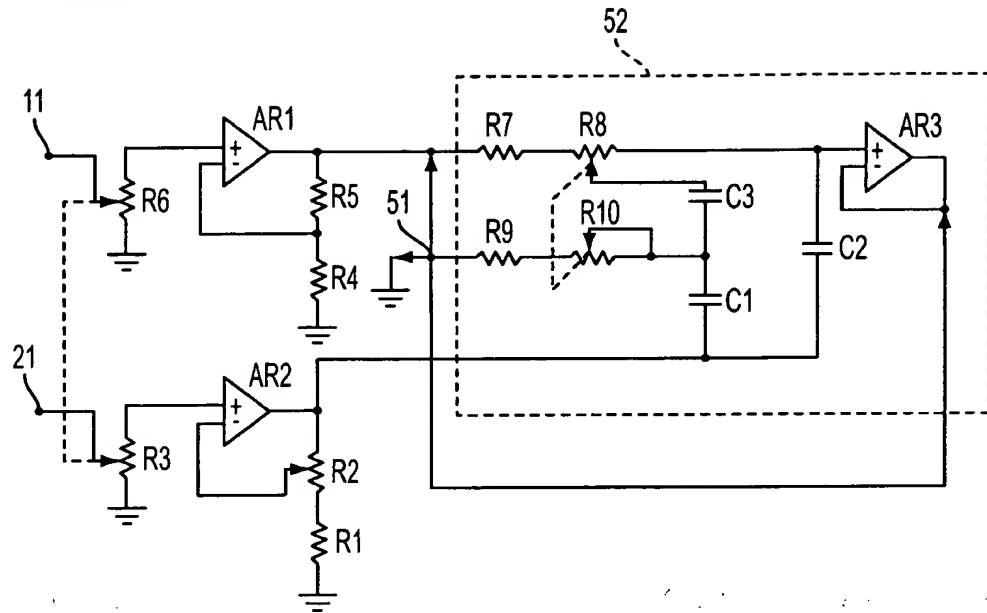 52
11
AR1
R7
R8
AR3
+
-
+
-
R6
R5
C3
51
R10
R9
C2
R4
C1
21
AR2
+
-
R3
R2
R1